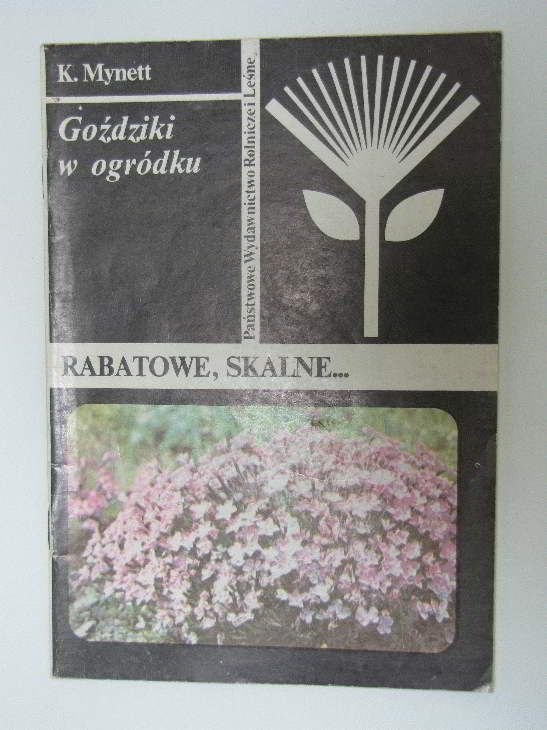 K. Mynett
Goździki
w ogródku
Państwowe Wydawnictwo Rolnicze i Leśne
RABATOWE, SKALNE...